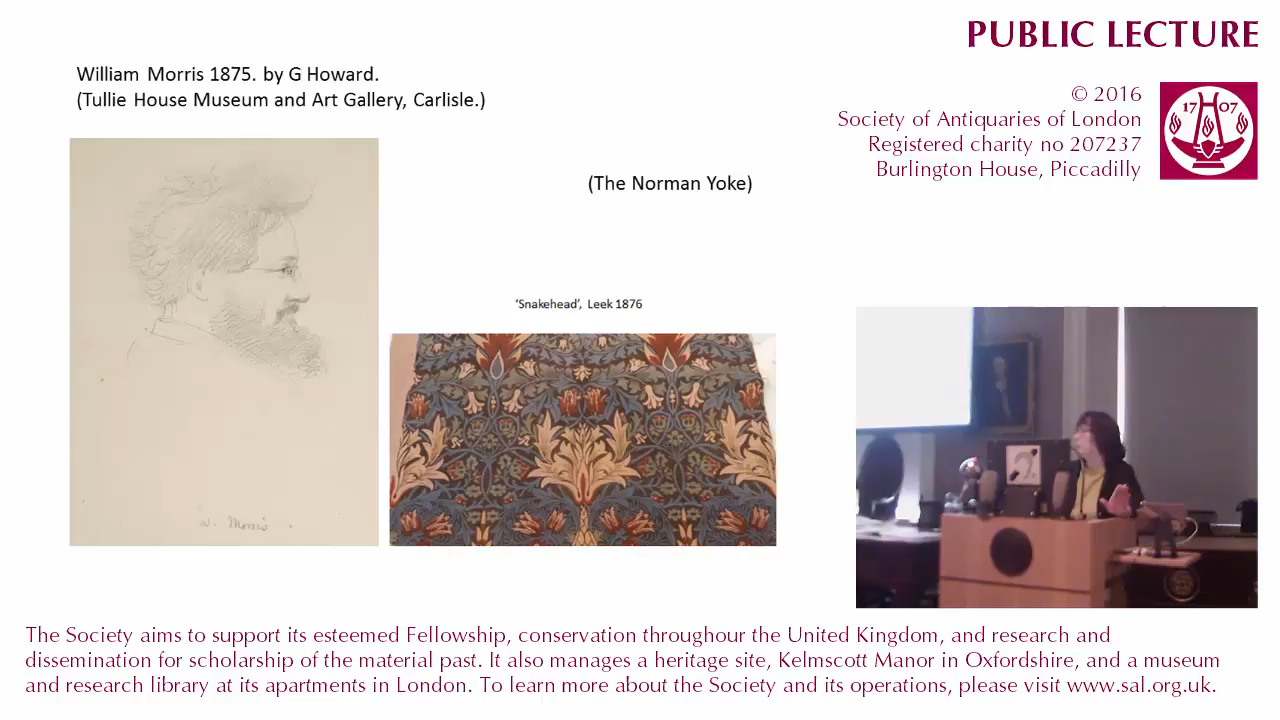 PUBLIC LECTURE
William Morris 1875. by G Howard.
(Tullie House Museum and Art Gallery, Carlisle.)
© 2016
Society of Antiquaries of London
Registered charity no 207237
Burlington House, Piccadilly
17 07
(The Norman Yoke)
'Snakehead', Leek 1876
W. Morris
The Society aims to support its esteemed Fellowship, conservation throughour the United Kingdom, and research and
dissemination for scholarship of the material past. It also manages a heritage site, Kelmscott Manor in Oxfordshire, and a museum
and research library at its apartments in London. To learn more about the Society and its operations, please visit www.sal.org.uk.